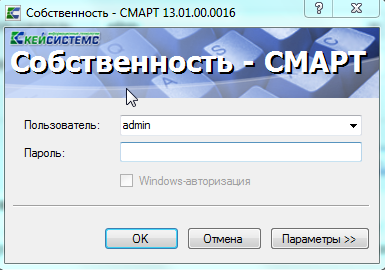 Собственность - СМАРТ 13.01.00.0016
КЕЙСИСТЕМС
Собственность - СМАРТ
Пользователь: admin
Пароль:
Windows-авторизация
OK Отмена Параметры >>